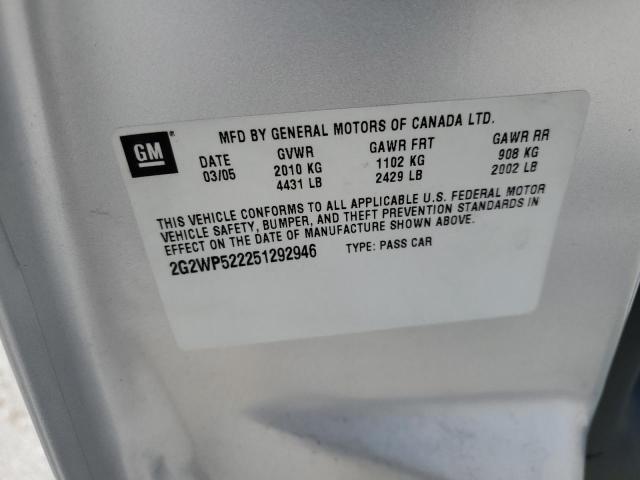 GM
MFD BY GENERAL MOTORS OF CANADA LTD.
DATE GVWR GAWR FRT GAWR RR
03/05 2010 KG 1102 KG 908 KG
4431 LB 2429 LB 2002 LB
THIS VEHICLE CONFORMS TO ALL APPLICABLE U.S. FEDERAL MOTOR
VEHICLE SAFETY, BUMPER, AND THEFT PREVENTION STANDARDS IN
EFFECT ON THE DATE OF MANUFACTURE SHOWN ABOVE.
2G2WP522251292946 TYPE: PASS CAR